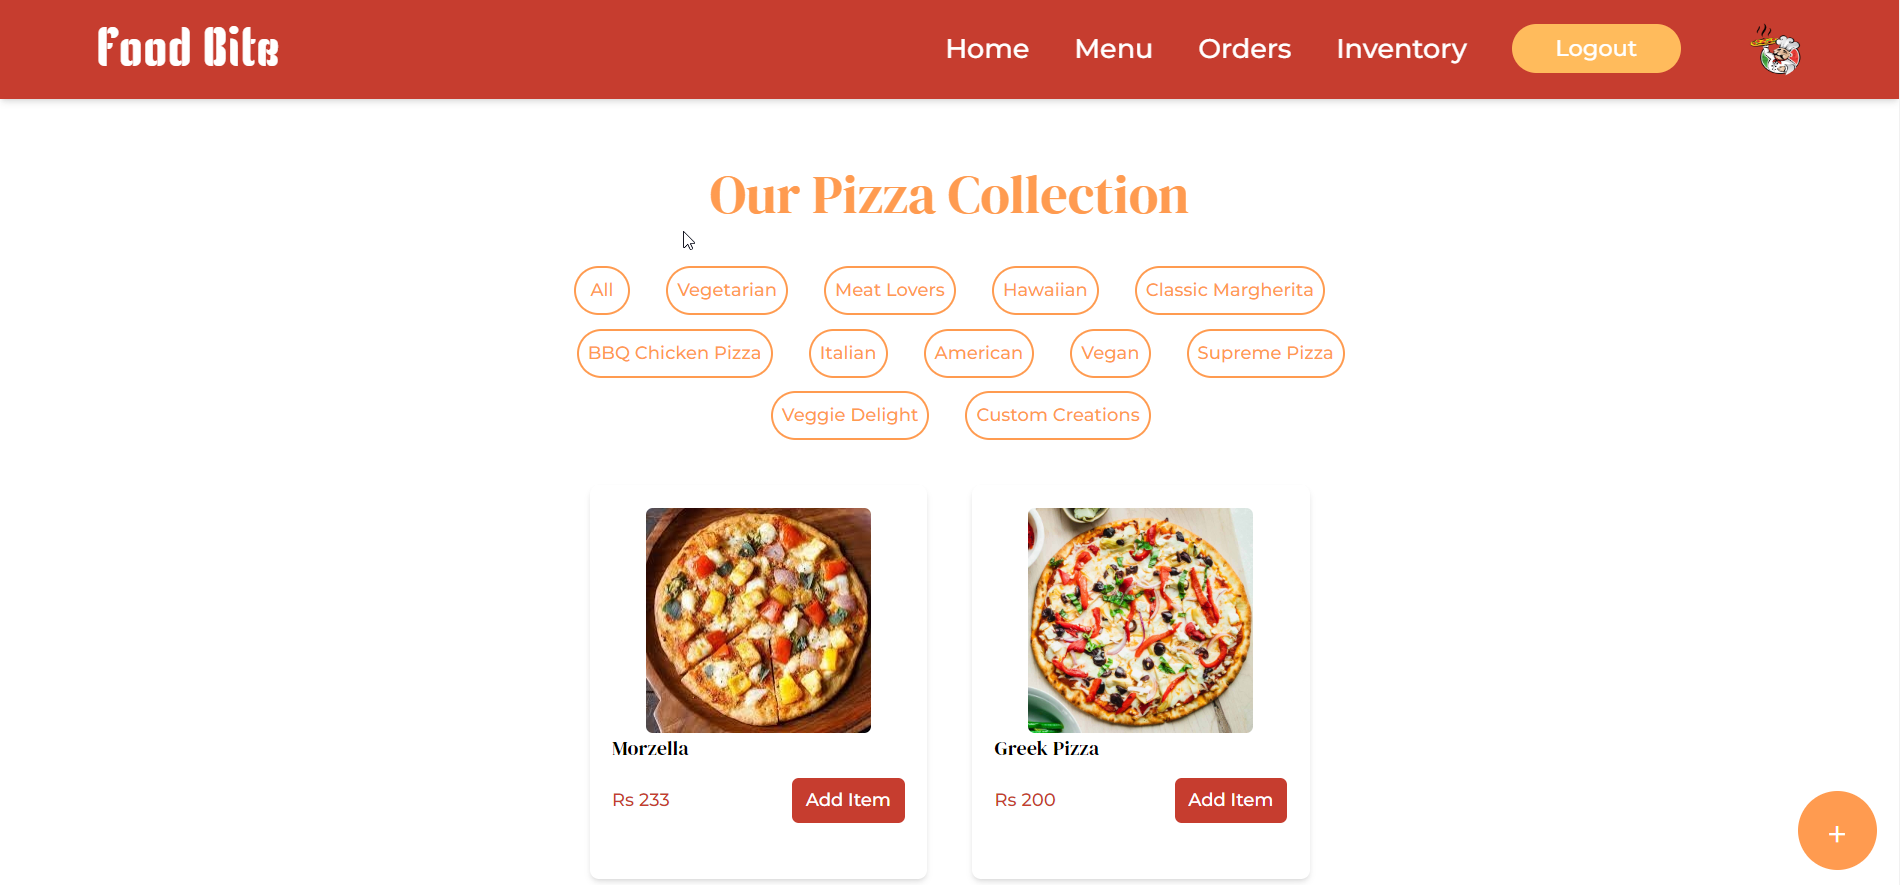 Food Bite
Home Menu Orders Inventory Logout
Our Pizza Collection
All Vegetarian Meat Lovers Hawaiian Classic Margherita
BBQ Chicken Pizza Italian American Vegan Supreme Pizza
Veggie Delight Custom Creations
Morzella
Rs 233 Add Item
Greek Pizza
Rs 200 Add Item
+